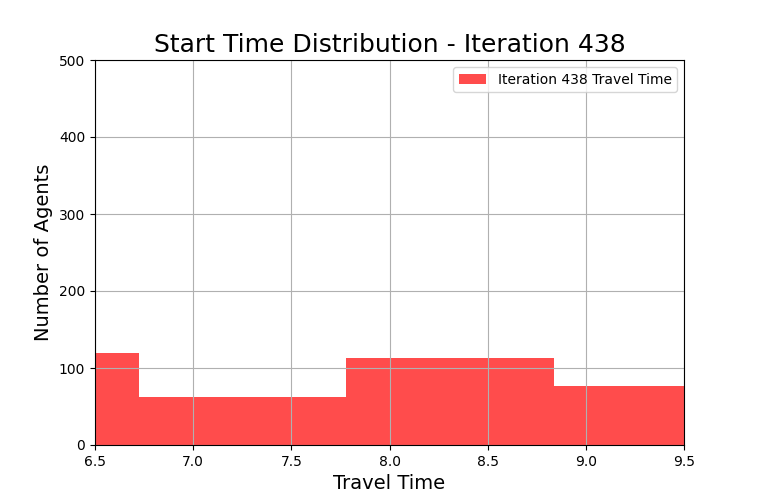 Start Time Distribution - Iteration 438
Iteration 438 Travel Time
Number of Agents
500
400
300
200
100
0
6.5 7.0 7.5 8.0 8.5 9.0 9.5
Travel Time